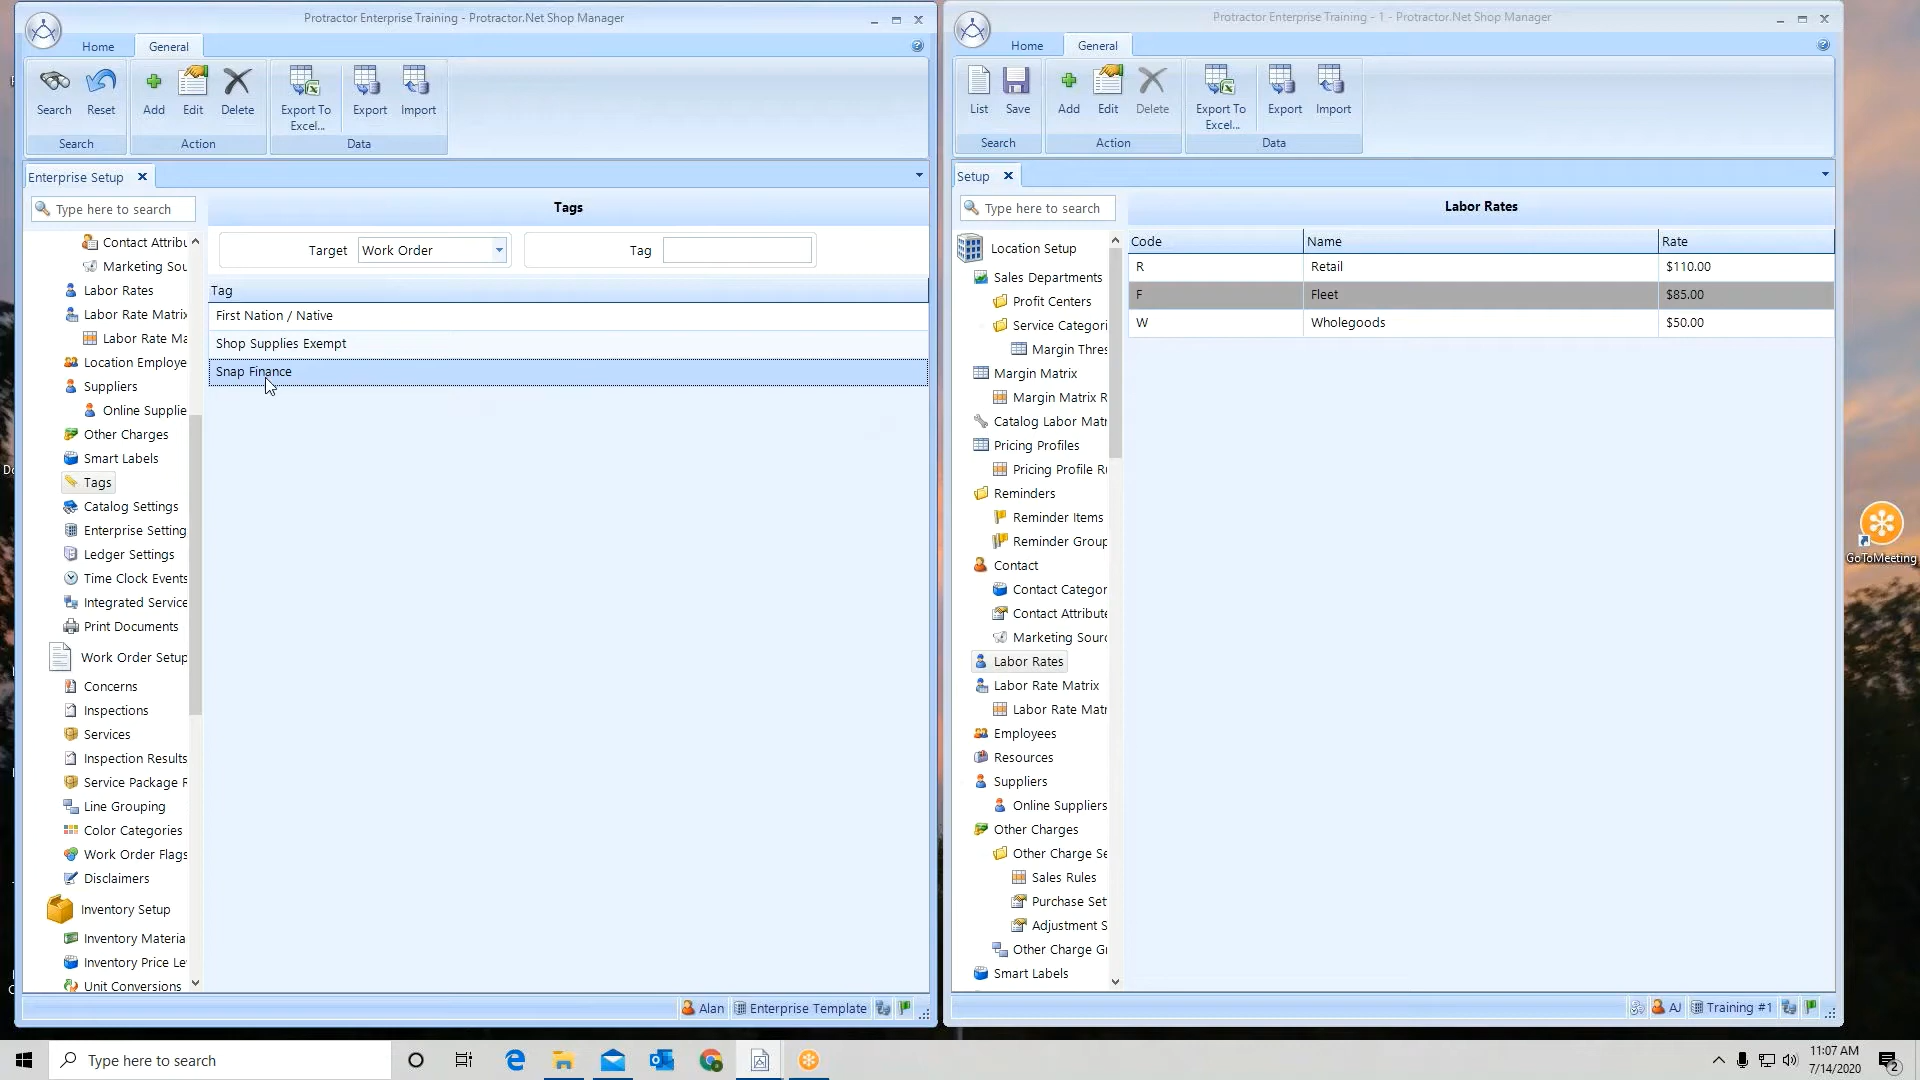 Protractor Enterprise Training - Protractor.Net Shop Manager
Home
General
Search
Reset
Add
Edit
Delete
Export To
Excel...
Export
Import
Search
Action
Data
Enterprise Setup
Type here to search
Contact Attribu
Marketing Sou
Labor Rates
Labor Rate Matrix
Labor Rate Ma
Location Employe
Suppliers
Online Supplie
Other Charges
Smart Labels
Tags
Catalog Settings
Enterprise Setting
Ledger Settings
Time Clock Events
Integrated Service
Print Documents
Work Order Setup
Concerns
Inspections
Services
Inspection Results
Service Package F
Line Grouping
Color Categories
Work Order Flags
Disclaimers
Inventory Setup
Inventory Materia
Inventory Price Le
Unit Conversions
Tags
Target
Work Order
Tag
Tag
First Nation / Native
Shop Supplies Exempt
Snap Finance
Alan
Enterprise Template
Protractor Enterprise Training - 1 - Protractor.Net Shop Manager
Home
General
List
Save
Add
Edit
Delete
Export To
Excel...
Export
Import
Search
Action
Data
Setup
Type here to search
Location Setup
Sales Departments
Profit Centers
Service Categori
Margin Thres
Margin Matrix
Margin Matrix R
Catalog Labor Matr
Pricing Profiles
Pricing Profile Ru
Reminders
Reminder Items
Reminder Group
Contact
Contact Categor
Contact Attribute
Marketing Sourc
Labor Rates
Labor Rate Matrix
Labor Rate Matr
Employees
Resources
Suppliers
Online Suppliers
Other Charges
Other Charge Se
Sales Rules
Purchase Set
Adjustment S
Other Charge Gr
Smart Labels
Labor Rates
Code Name Rate
R Retail $110.00
F Fleet $85.00
W Wholegoods $50.00
AJ
Training #1
GoToMeeting
Type here to search
11:07 AM
7/14/2020
2